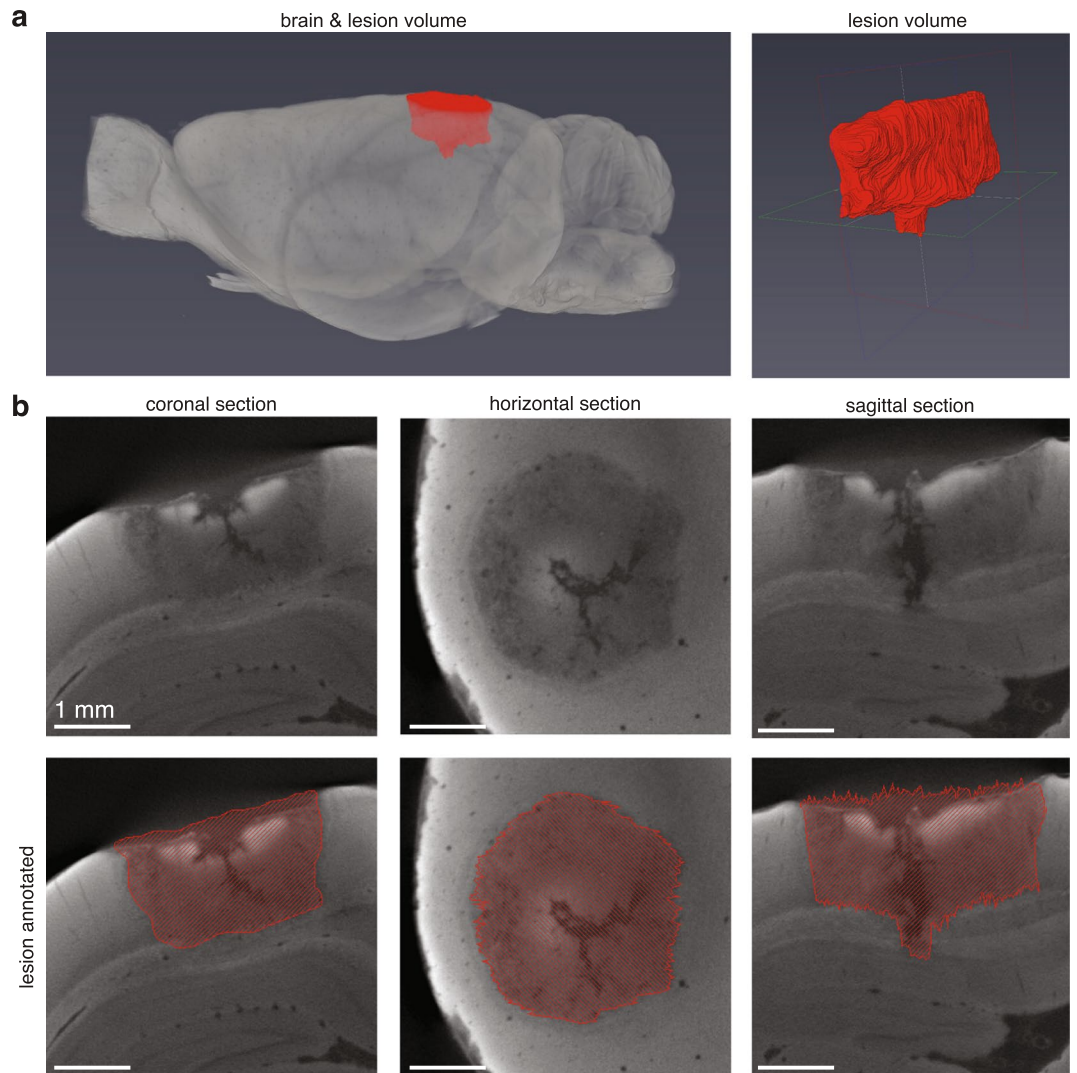 a
brain & lesion volume
lesion volume
b
coronal section
horizontal section
sagittal section
1 mm
lesion annotated